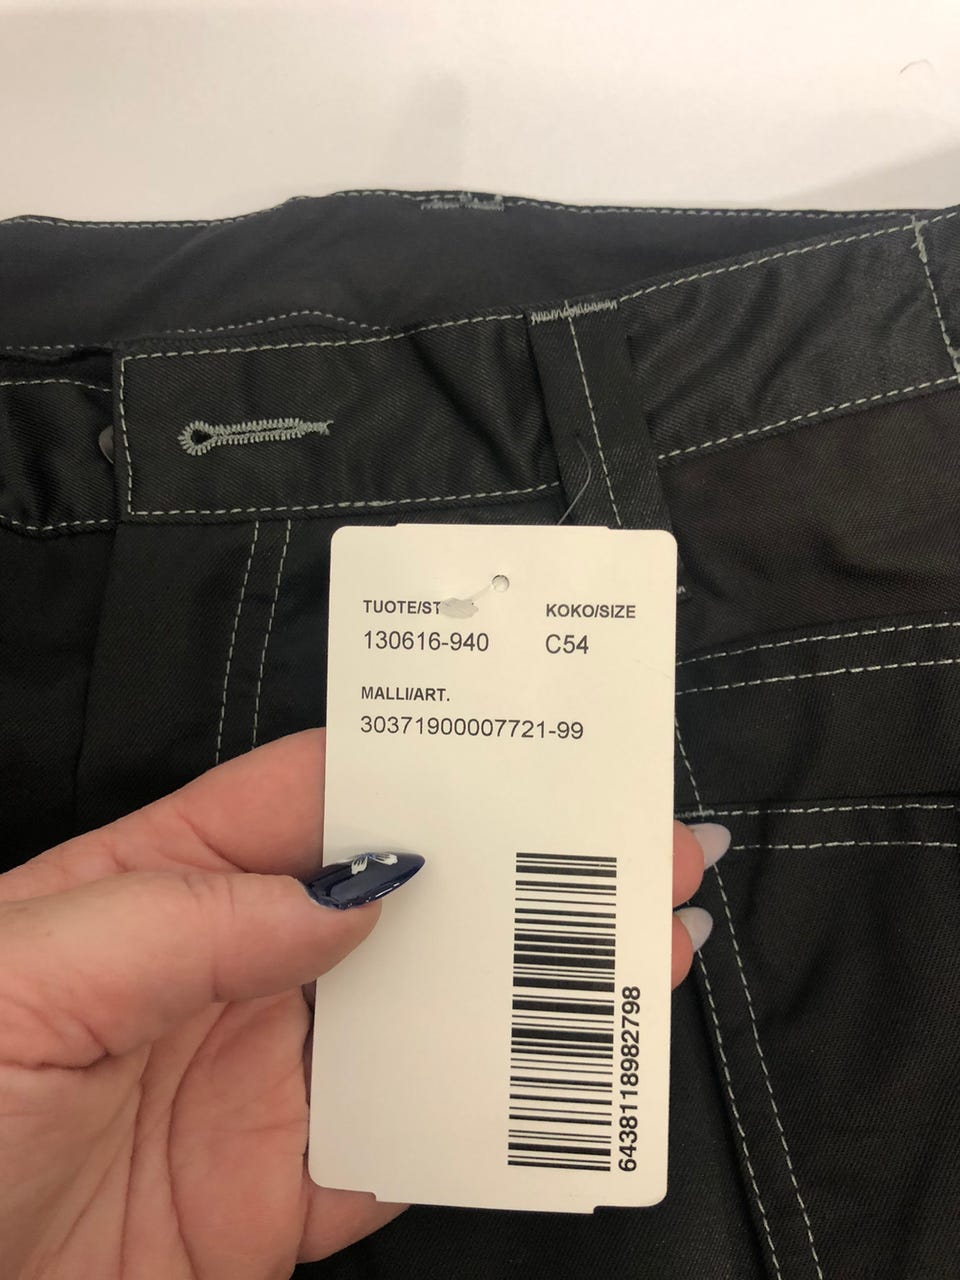 TUOTE/ST
KOKO/SIZE
130616-940
C54
MALLI/ART.
30371900007721-99
6438118982798